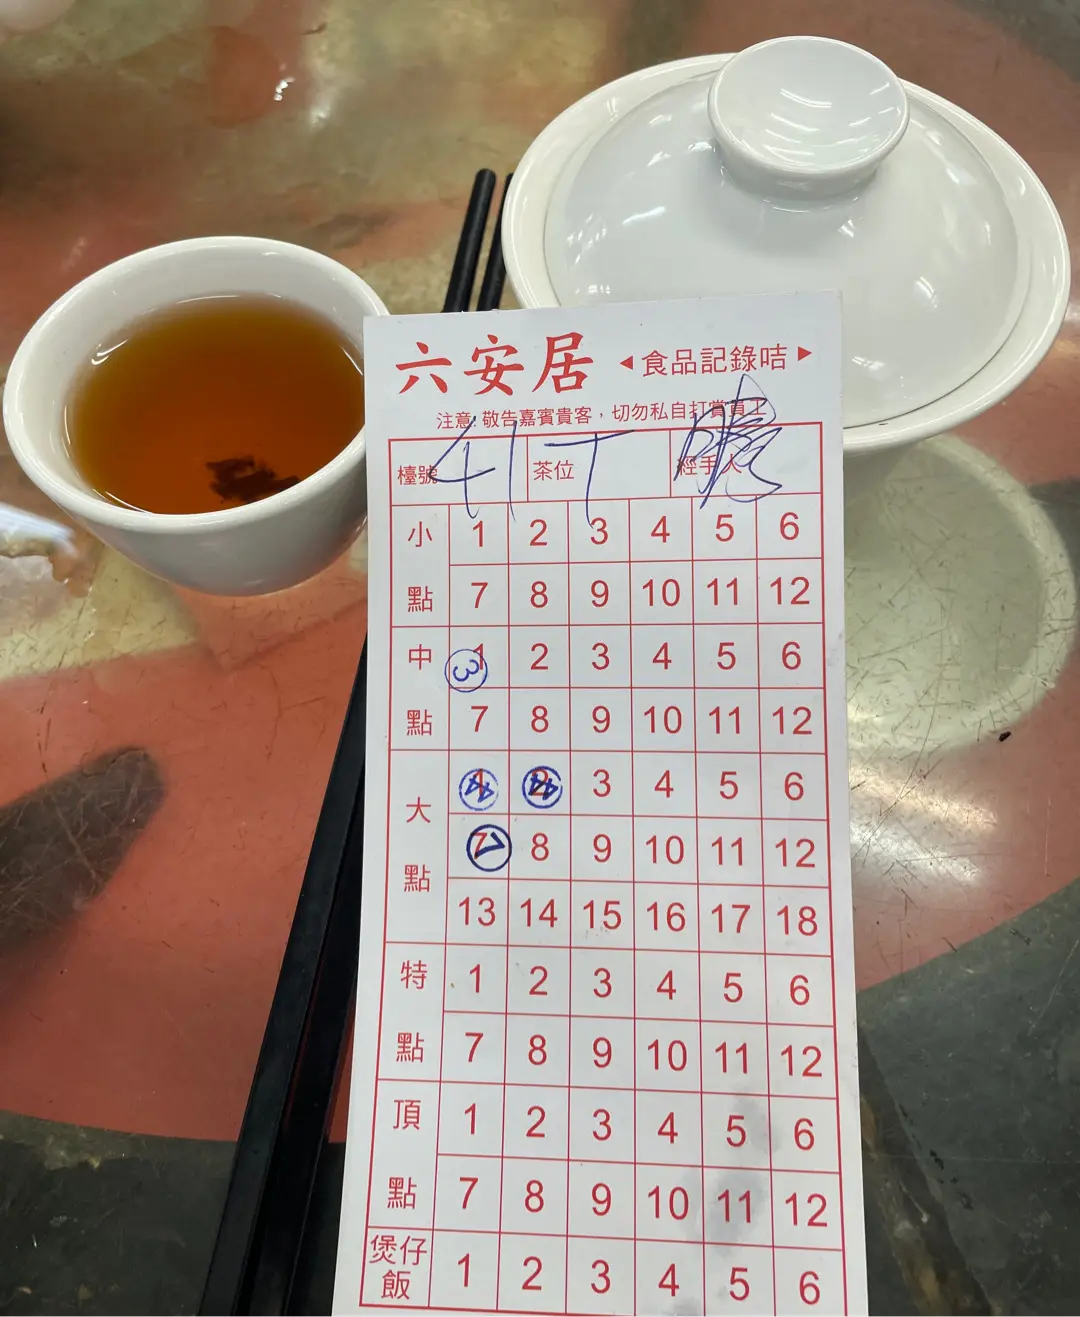 六安居 ◂食品記錄咭▸
注意: 敬告嘉賓貴客，切勿私自打賞員工
檯號 41 茶位 T 經手人
小點 1 2 3 4 5 6
7 8 9 10 11 12
中點 1 2 3 4 5 6
7 8 9 10 11 12
大點 1 2 3 4 5 6
7 8 9 10 11 12
13 14 15 16 17 18
特點 1 2 3 4 5 6
7 8 9 10 11 12
頂點 1 2 3 4 5 6
7 8 9 10 11 12
煲仔飯 1 2 3 4 5 6